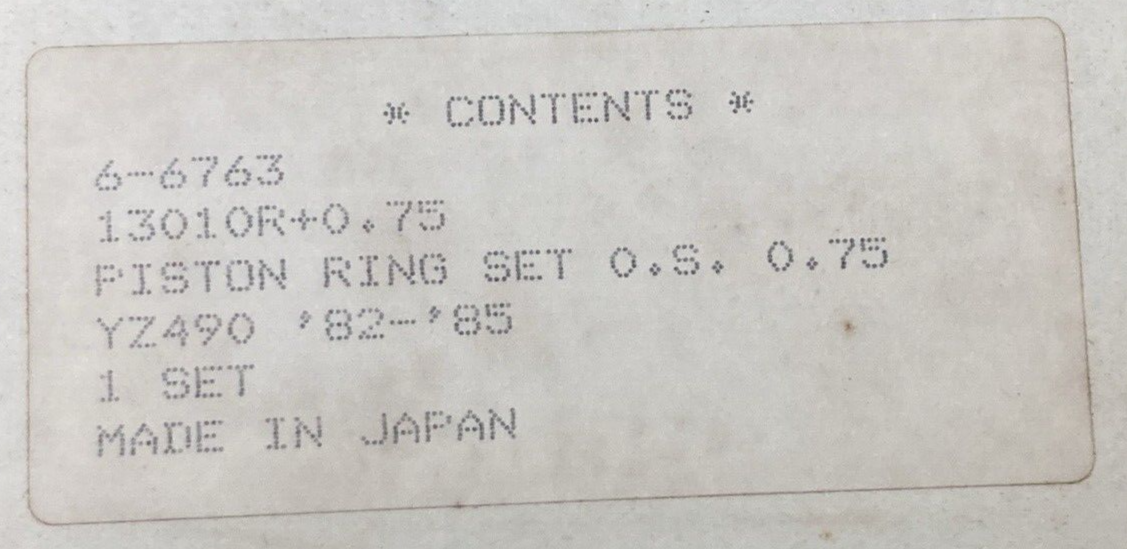 * CONTENTS *
6-6763
13010R+0.75
PISTON RING SET O.S. 0.75
YZ490 '82-'85
1 SET
MADE IN JAPAN